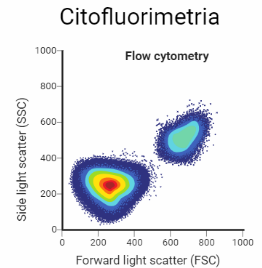 Citofluorimetria
Flow cytometry
Side light scatter (SSC)
1000
800
600
400
200
0
0 200 400 600 800 1000
Forward light scatter (FSC)